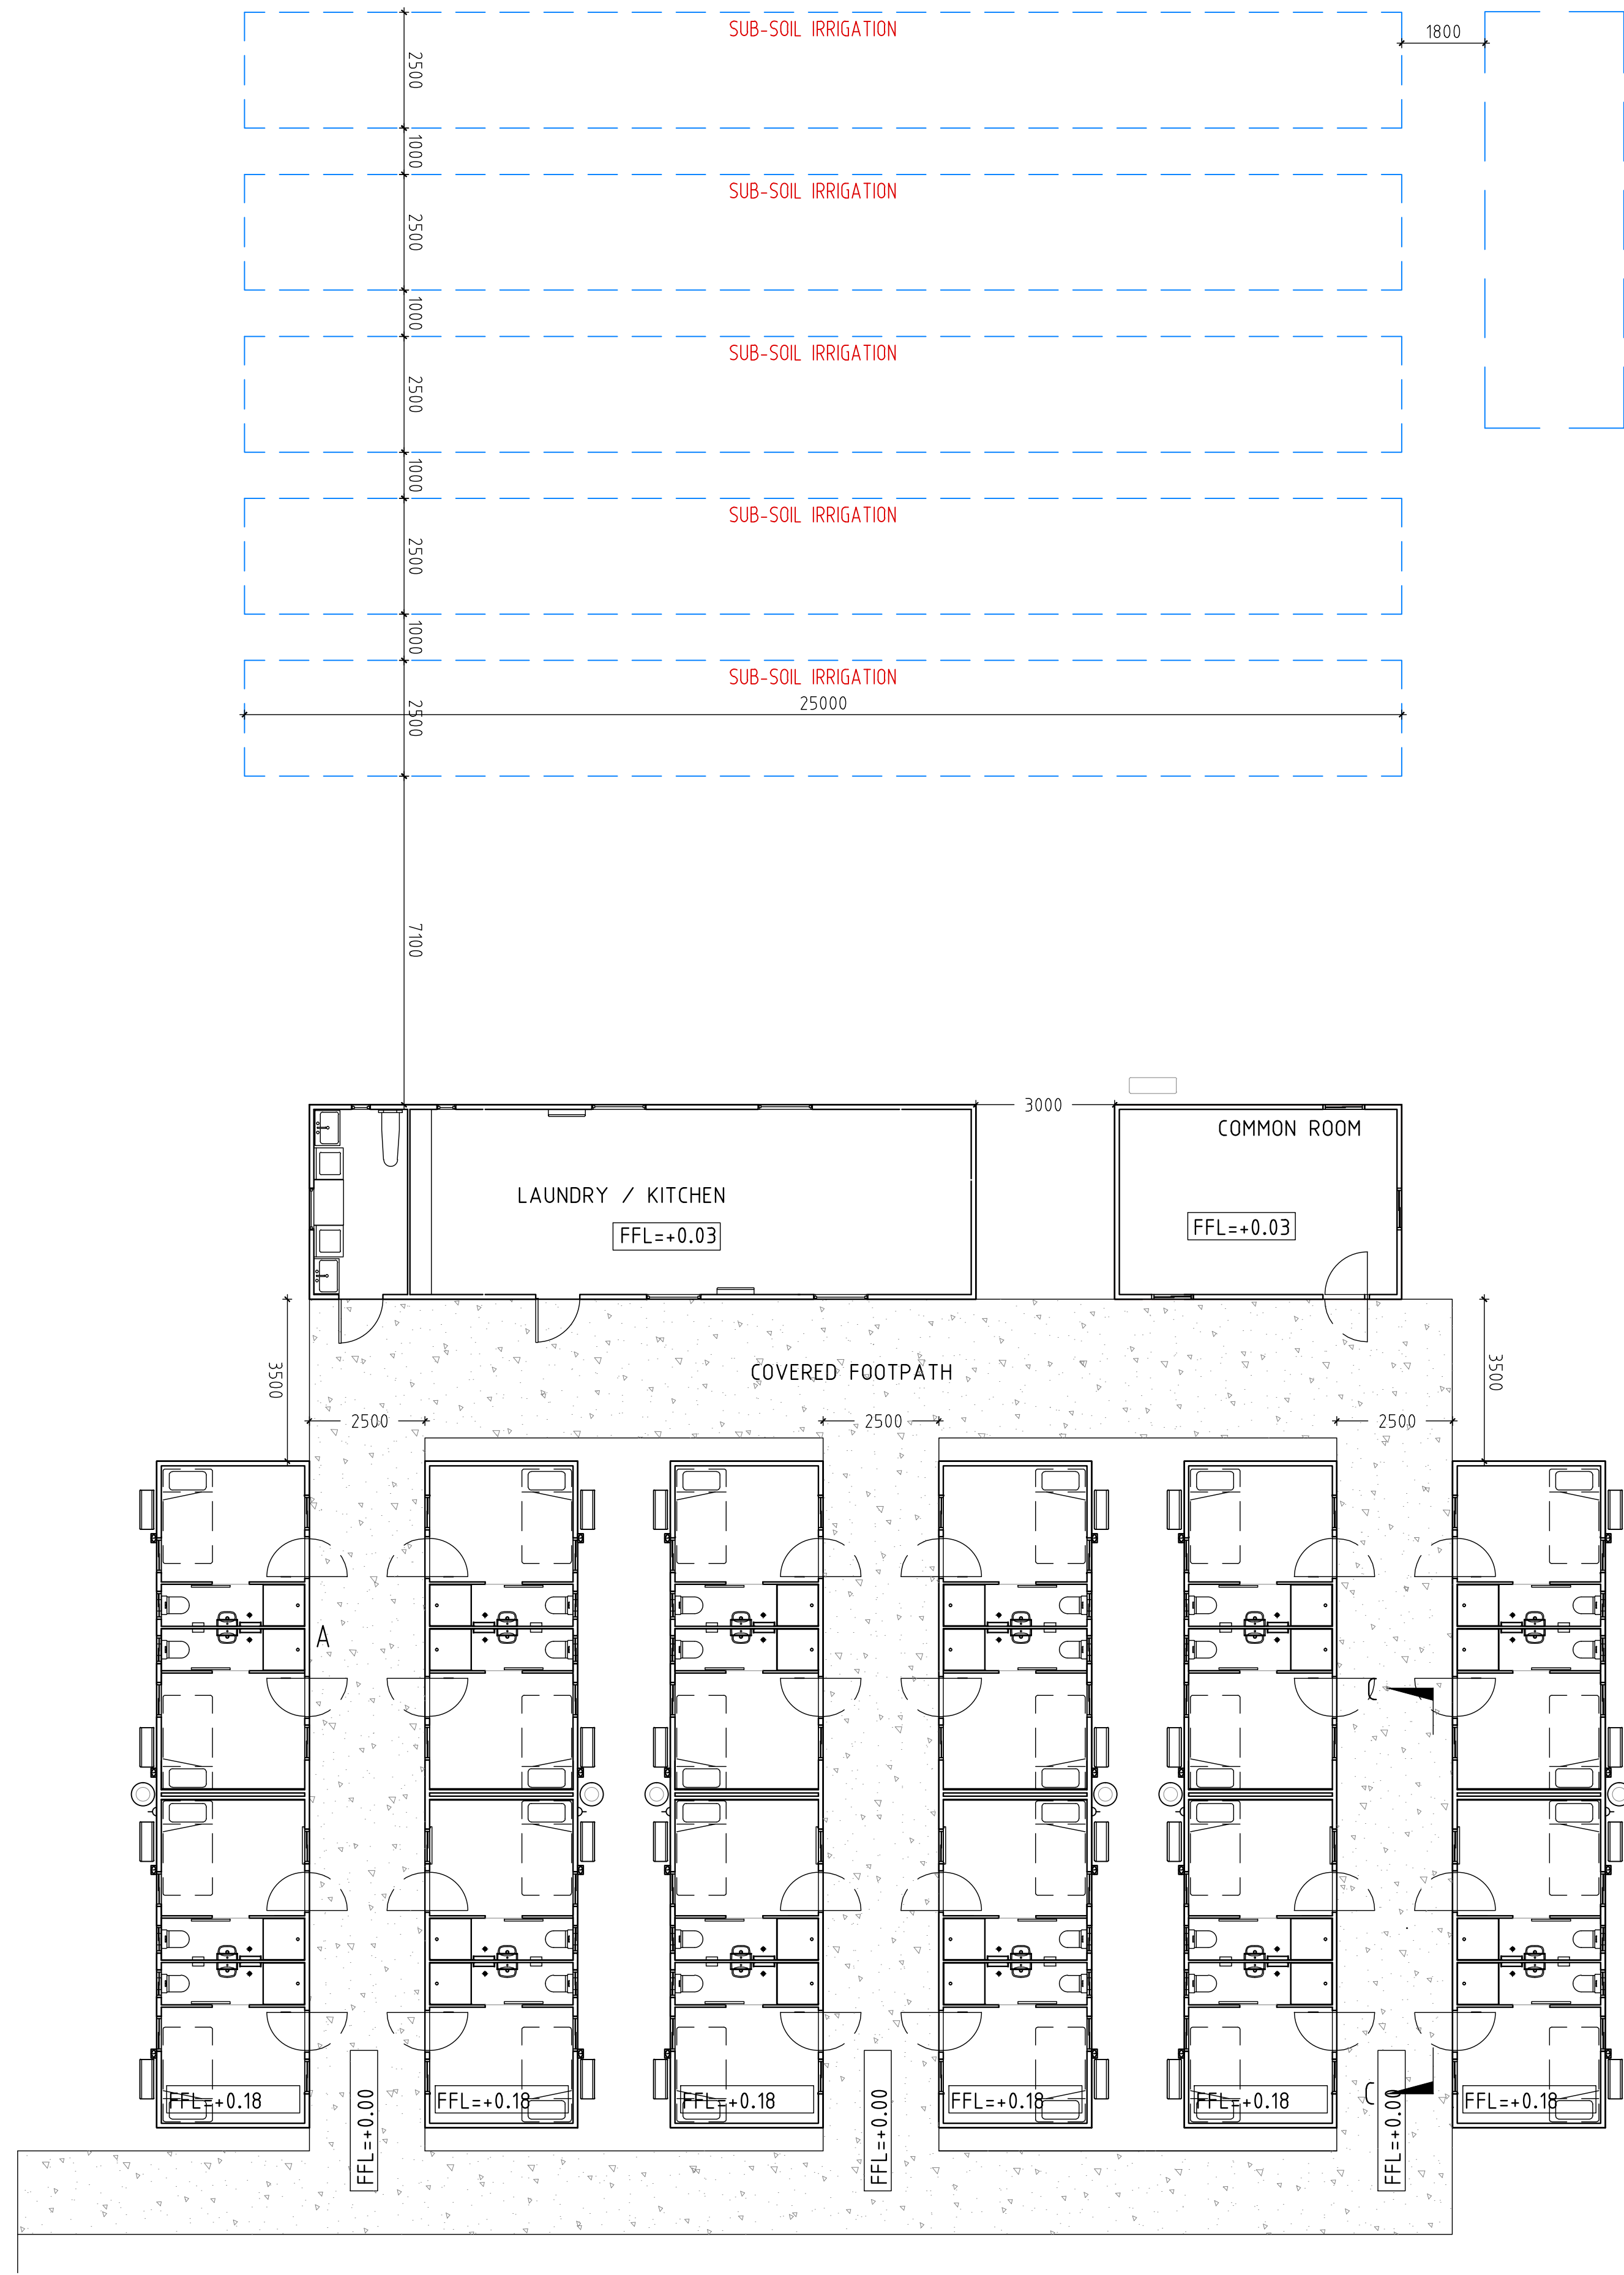 SUB-SOIL IRRIGATION
1800
2500
1000
SUB-SOIL IRRIGATION
2500
1000
SUB-SOIL IRRIGATION
2500
1000
SUB-SOIL IRRIGATION
2500
1000
SUB-SOIL IRRIGATION
25000
2500
7100
3000
COMMON ROOM
LAUNDRY / KITCHEN
FFL=+0.03
FFL=+0.03
COVERED FOOTPATH
3500
3500
2500
2500
2500
A
FFL=+0.18
FFL=+0.00
FFL=+0.18
FFL=+0.18
FFL=+0.00
FFL=+0.18
FFL=+0.18
FFL=+0.00
FFL=+0.18